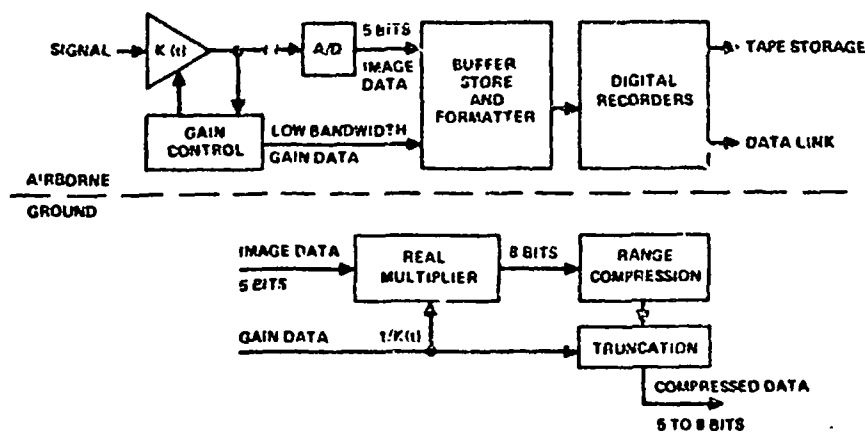 SIGNAL
K(t)
A/D
5 BITS
IMAGE
DATA
BUFFER
STORE
AND
FORMATTER
DIGITAL
RECORDERS
TAPE STORAGE
DATA LINK
GAIN
CONTROL
LOW BANDWIDTH
GAIN DATA
AIRBORNE
GROUND
IMAGE DATA
5 BITS
REAL
MULTIPLIER
8 BITS
RANGE
COMPRESSION
GAIN DATA
1/K(t)
TRUNCATION
COMPRESSED DATA
5 TO 8 BITS